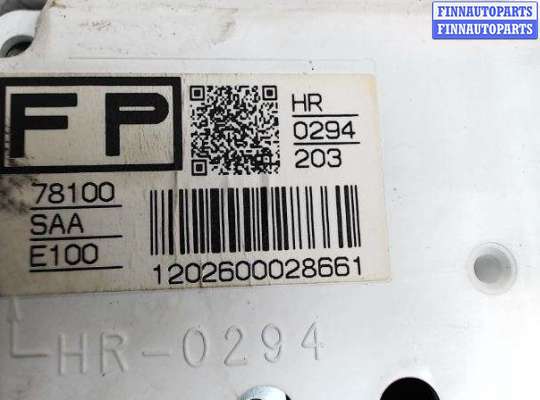 FINNAUTOPARTS
FINNAUTOPARTS
FP
HR
0294
203
78100
SAA
E100
1202600028661
HR-0294